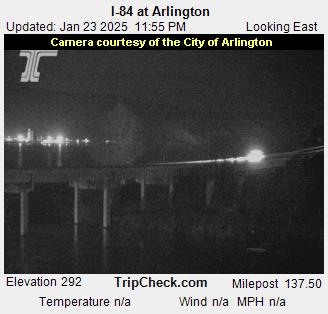 I-84 at Arlington
Updated: Jan 23 2025 11:55 PM Looking East
Camera courtesy of the City of Arlington
Elevation 292 TripCheck.com Milepost 137.50
Temperature n/a Wind n/a MPH n/a